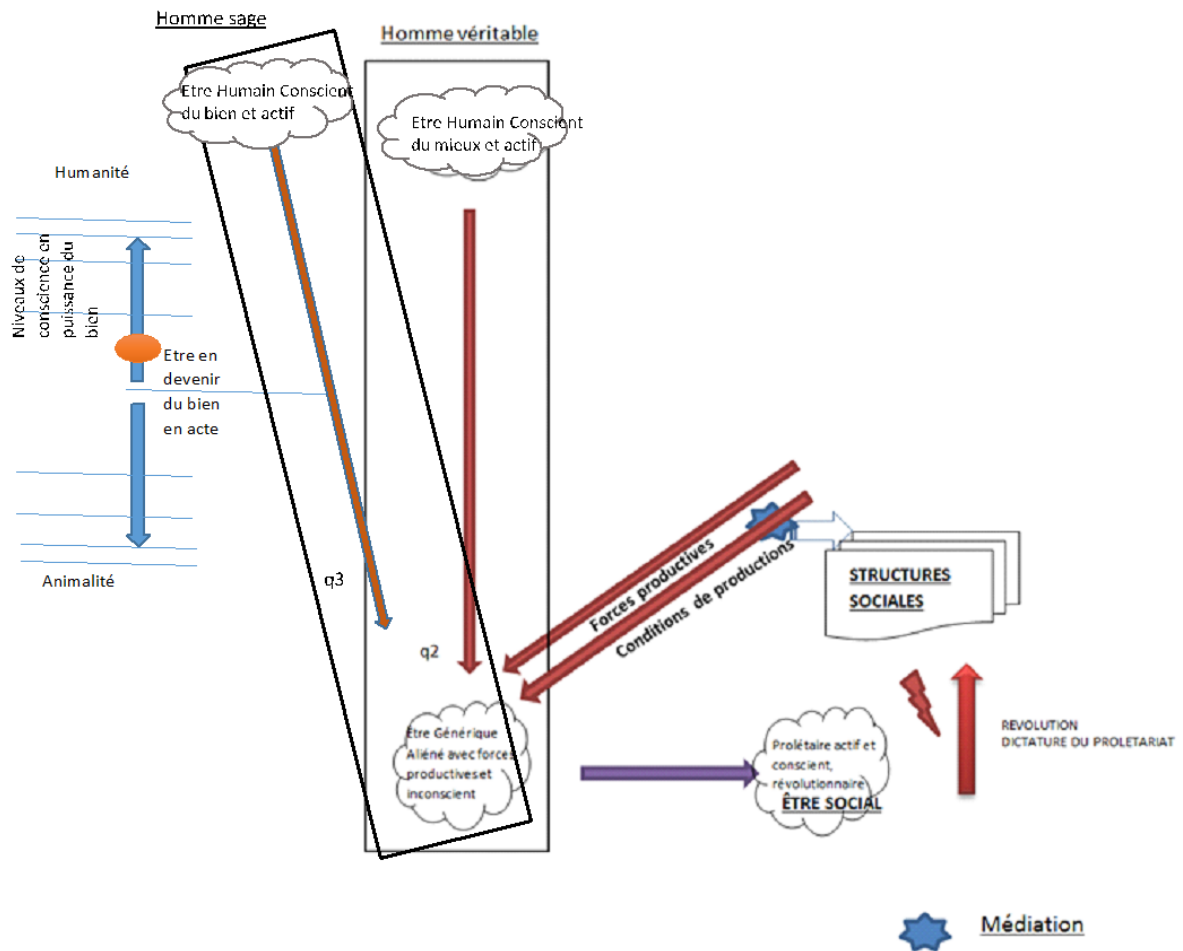 Homme sage
Homme véritable
Etre Humain Conscient
du bien et actif
Etre Humain Conscient
du mieux et actif
Humanité
Niveaux de
conscience en
puissance du
bien
Etre en
devenir
du bien
en acte
Animalité
q3
q2
Forces productives
Conditions de productions
STRUCTURES
SOCIALES
Être Générique
Aliéné avec forces
productives et
inconscient
Prolétaire actif et
conscient,
révolutionnaire
ÊTRE SOCIAL
REVOLUTION
DICTATURE DU PROLETARIAT
Médiation